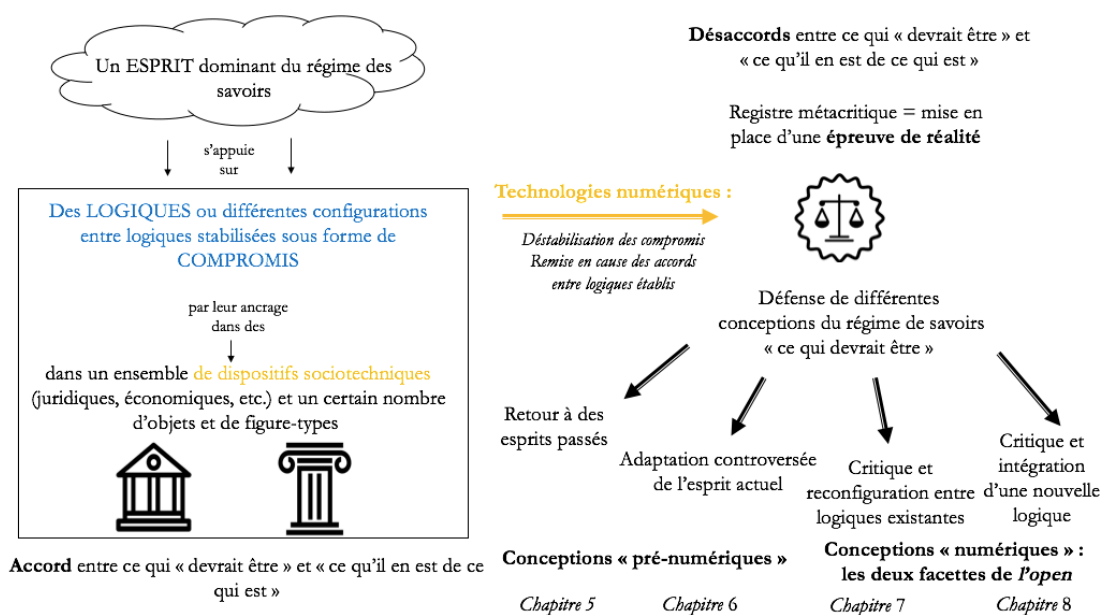 Un ESPRIT dominant du régime des
savoirs
s'appuie
sur
Des LOGIQUES ou différentes configurations
entre logiques stabilisées sous forme de
COMPROMIS
par leur ancrage
dans des
dans un ensemble de dispositifs sociotechniques
(juridiques, économiques, etc.) et un certain nombre
d'objets et de figure-types
Accord entre ce qui « devrait être » et « ce qu'il en est de ce
qui est »
Technologies numériques :
Déstabilisation des compromis
Remise en cause des accords
entre logiques établis
Désaccords entre ce qui « devrait être » et
« ce qu'il en est de ce qui est »
Registre métacritique = mise en
place d'une épreuve de réalité
Défense de différentes
conceptions du régime de savoirs
« ce qui devrait être »
Retour à des
esprits passés
Adaptation controversée
de l'esprit actuel
Critique et
reconfiguration entre
logiques existantes
Critique et
intégration
d'une nouvelle
logique
Conceptions « pré-numériques »
Conceptions « numériques » :
les deux facettes de l'open
Chapitre 5
Chapitre 6
Chapitre 7
Chapitre 8